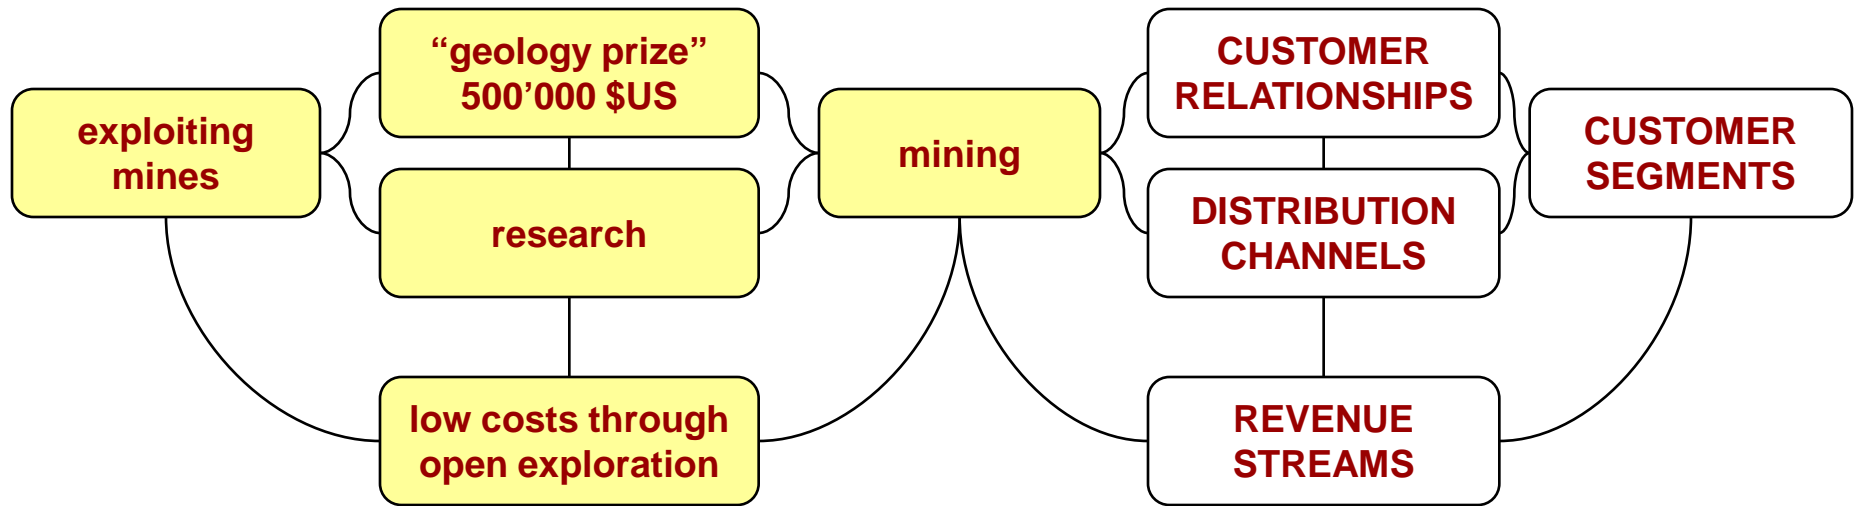 exploiting
mines
“geology prize”
500’000 $US
research
low costs through
open exploration
mining
CUSTOMER
RELATIONSHIPS
DISTRIBUTION
CHANNELS
REVENUE
STREAMS
CUSTOMER
SEGMENTS